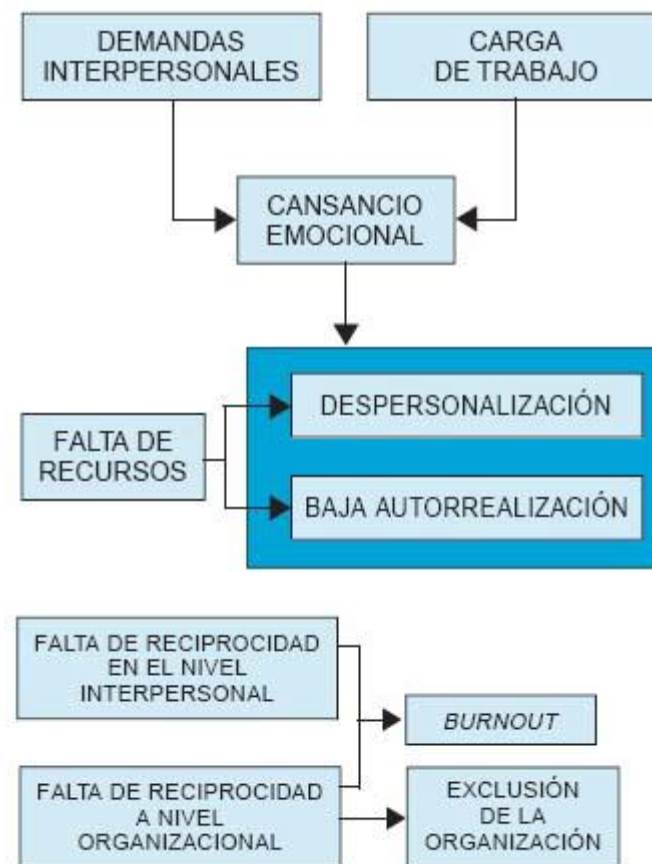 DEMANDAS
INTERPERSONALES
CARGA
DE TRABAJO
CANSANCIO
EMOCIONAL
DESPERSONALIZACIÓN
FALTA DE
RECURSOS
BAJA AUTORREALIZACIÓN
FALTA DE RECIPROCIDAD
EN EL NIVEL
INTERPERSONAL
BURNOUT
FALTA DE RECIPROCIDAD
A NIVEL
ORGANIZACIONAL
EXCLUSIÓN
DE LA
ORGANIZACIÓN